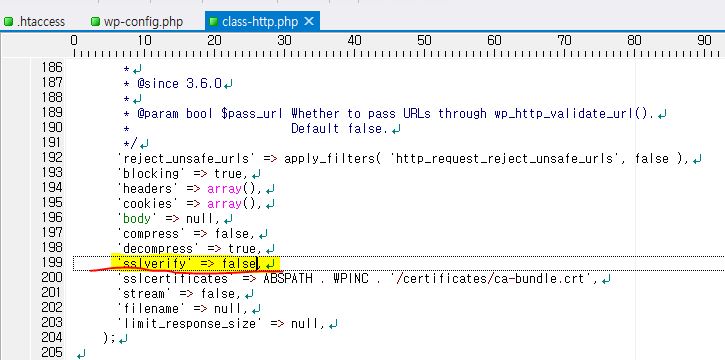 .htaccess wp-config.php class-http.php
0 10 20 30 40 50 60 70 80 90
186 *
187 * @since 3.6.0
188 *
189 * @param bool $pass_url Whether to pass URLs through wp_http_validate_url().
190 * Default false.
191 */
192 'reject_unsafe_urls' => apply_filters( 'http_request_reject_unsafe_urls', false ),
193 'blocking' => true,
194 'headers' => array(),
195 'cookies' => array(),
196 'body' => null,
197 'compress' => false,
198 'decompress' => true,
199 'sslverify' => false,
200 'sslcertificates' => ABSPATH . WPINC . '/certificates/ca-bundle.crt',
201 'stream' => false,
202 'filename' => null,
203 'limit_response_size' => null,
204 );
205